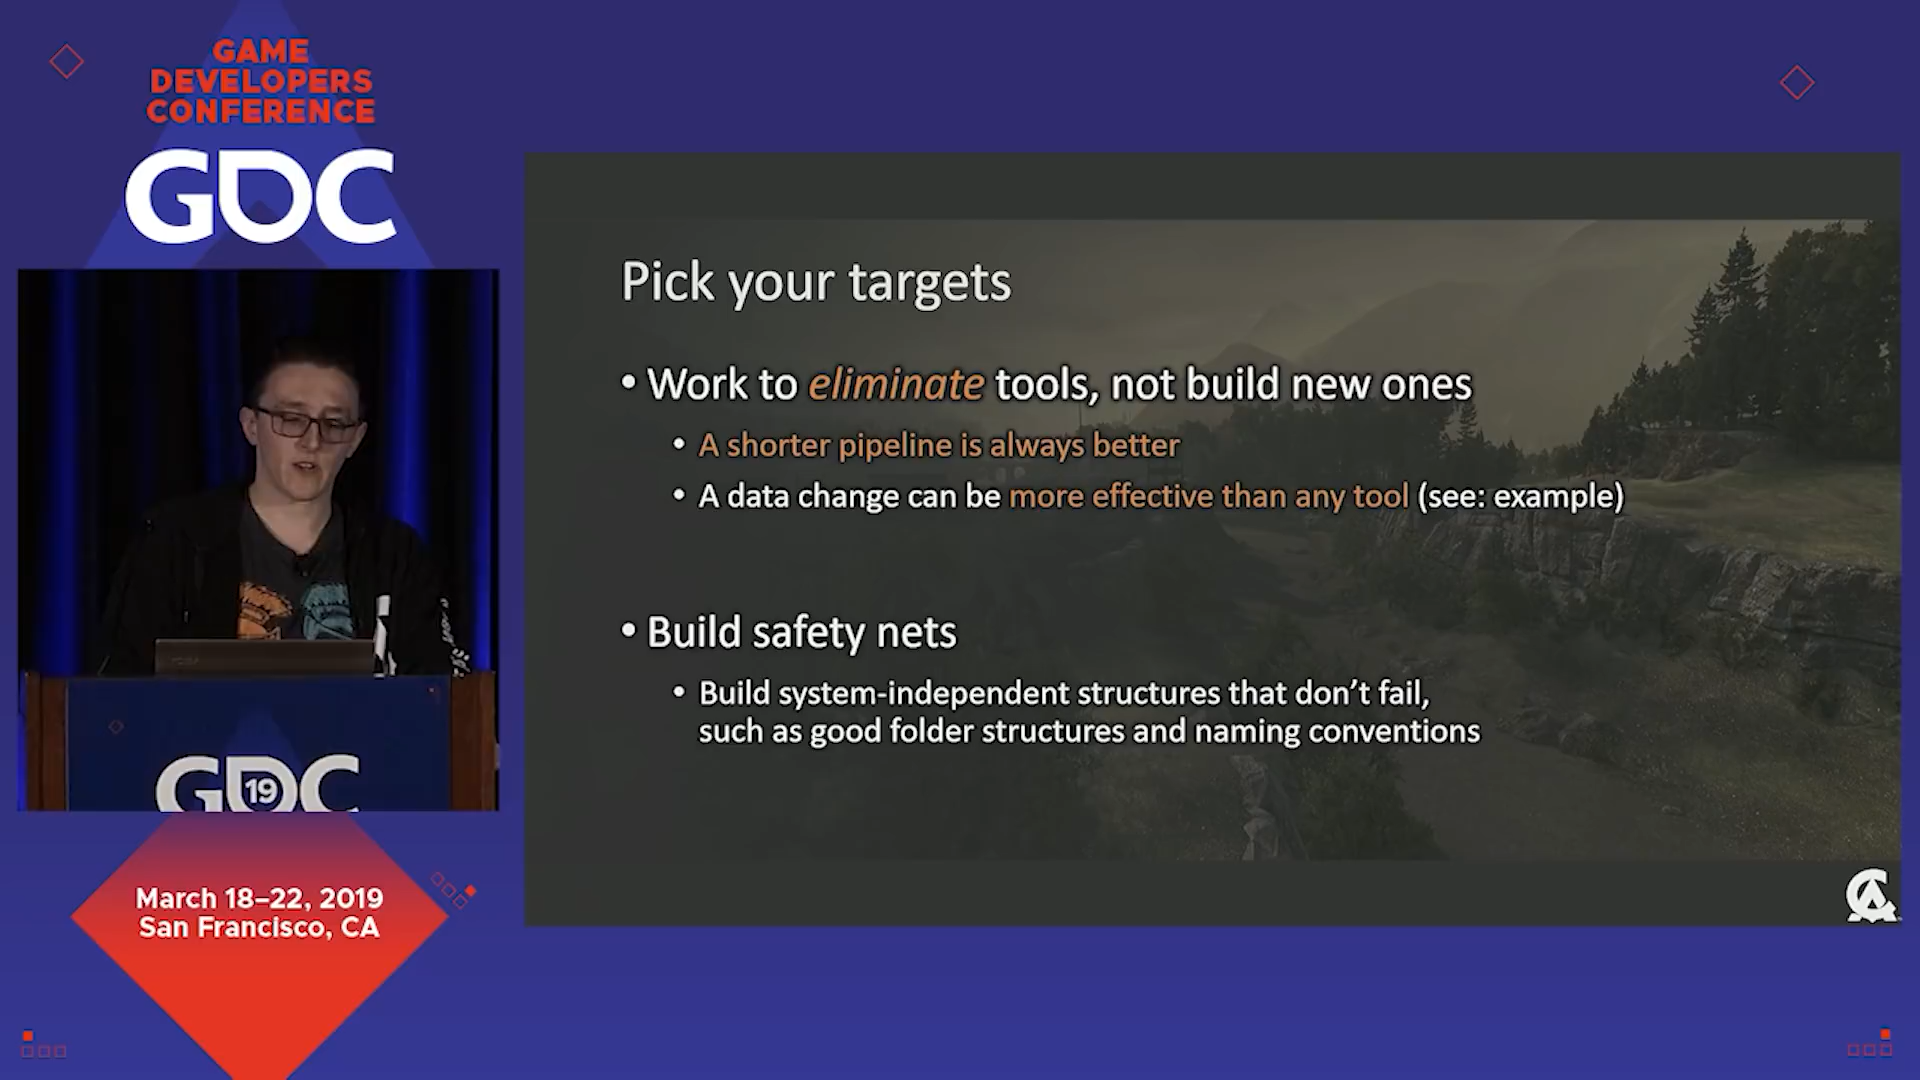 GAME
DEVELOPERS
CONFERENCE
GDC
Pick your targets
• Work to eliminate tools, not build new ones
• A shorter pipeline is always better
• A data change can be more effective than any tool (see: example)
• Build safety nets
• Build system-independent structures that don't fail,
such as good folder structures and naming conventions
GDC
19
March 18–22, 2019
San Francisco, CA
CA